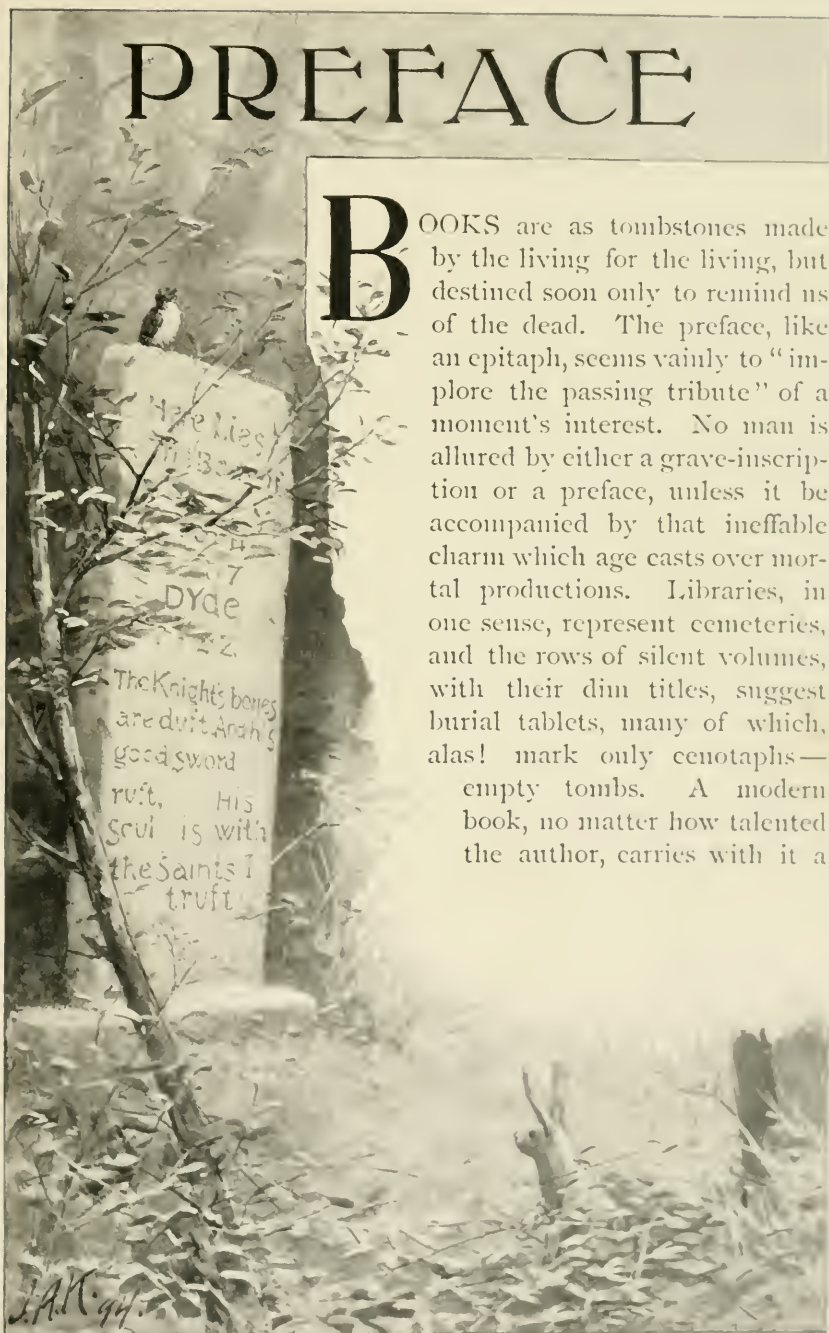 PREFACE
BOOKS are as tombstones made
by the living for the living, but
destined soon only to remind us
of the dead. The preface, like
an epitaph, seems vainly to “ im-
plore the passing tribute” of a
moment's interest. No man is
allured by either a grave-inscrip-
tion or a preface, unless it be
accompanied by that ineffable
charm which age casts over mor-
tal productions. Libraries, in
one sense, represent cemeteries,
and the rows of silent volumes,
with their dim titles, suggest
burial tablets, many of which,
alas! mark only cenotaphs—
empty tombs. A modern
book, no matter how talented
the author, carries with it a
Here Lies
4
7
DYde
2
The Knight's bones
are duſt, And his
good sword
ruſt, His
Soul is with
the Saints I
truſt
J.A.K. 94.